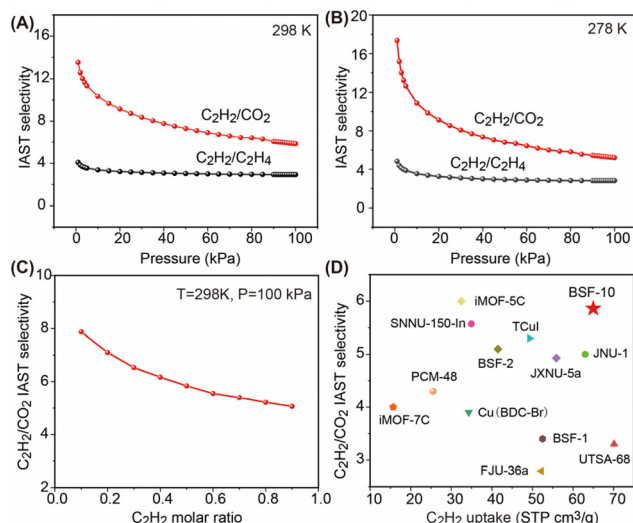 (A)
298 K
IAST selectivity
16
12
8
4
0
C₂H₂/CO₂
C₂H₂/C₂H₄
0 20 40 60 80 100
Pressure (kPa)
(B)
278 K
IAST selectivity
20
16
12
8
4
0
C₂H₂/CO₂
C₂H₂/C₂H₄
0 20 40 60 80 100
Pressure (kPa)
(C)
T=298K, P=100 kPa
C₂H₂/CO₂ IAST selectivity
10
8
6
4
2
0.0 0.2 0.4 0.6 0.8 1.0
C₂H₂ molar ratio
(D)
C₂H₂/CO₂ IAST selectivity
6
5
4
3
iMOF-5C
BSF-10
SNNU-150-In
TCuI
BSF-2
JNU-1
JXNU-5a
PCM-48
iMOF-7C
Cu(BDC-Br)
BSF-1
UTSA-68
FJU-36a
10 20 30 40 50 60 70
C₂H₂ uptake (STP cm³/g)